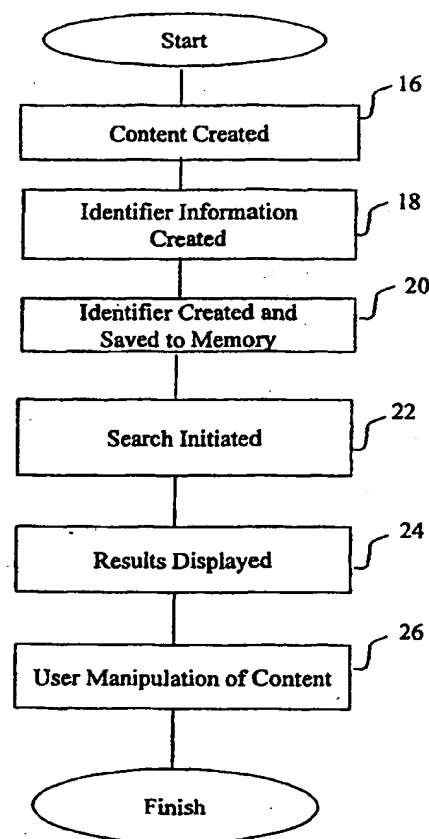 Start
16
Content Created
18
Identifier Information
Created
20
Identifier Created and
Saved to Memory
22
Search Initiated
24
Results Displayed
26
User Manipulation of Content
Finish